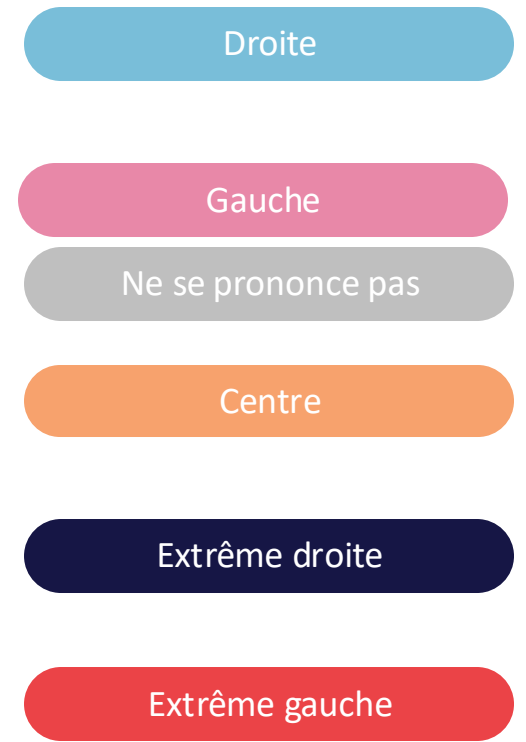 Droite
Gauche
Ne se prononce pas
Centre
Extrême droite
Extrême gauche